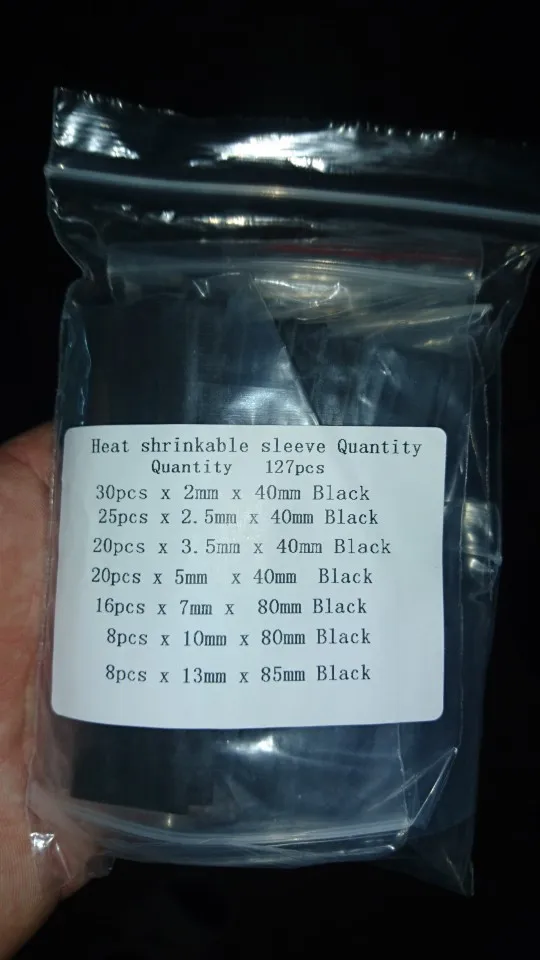 Heat shrinkable sleeve Quantity
Quantity 127pcs
30pcs x 2mm x 40mm Black
25pcs x 2.5mm x 40mm Black
20pcs x 3.5mm x 40mm Black
20pcs x 5mm x 40mm Black
16pcs x 7mm x 80mm Black
8pcs x 10mm x 80mm Black
8pcs x 13mm x 85mm Black